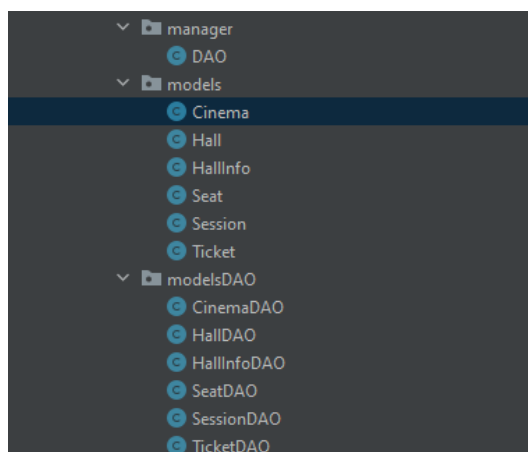 manager
DAO
models
Cinema
Hall
HallInfo
Seat
Session
Ticket
modelsDAO
CinemaDAO
HallDAO
HallInfoDAO
SeatDAO
SessionDAO
TicketDAO